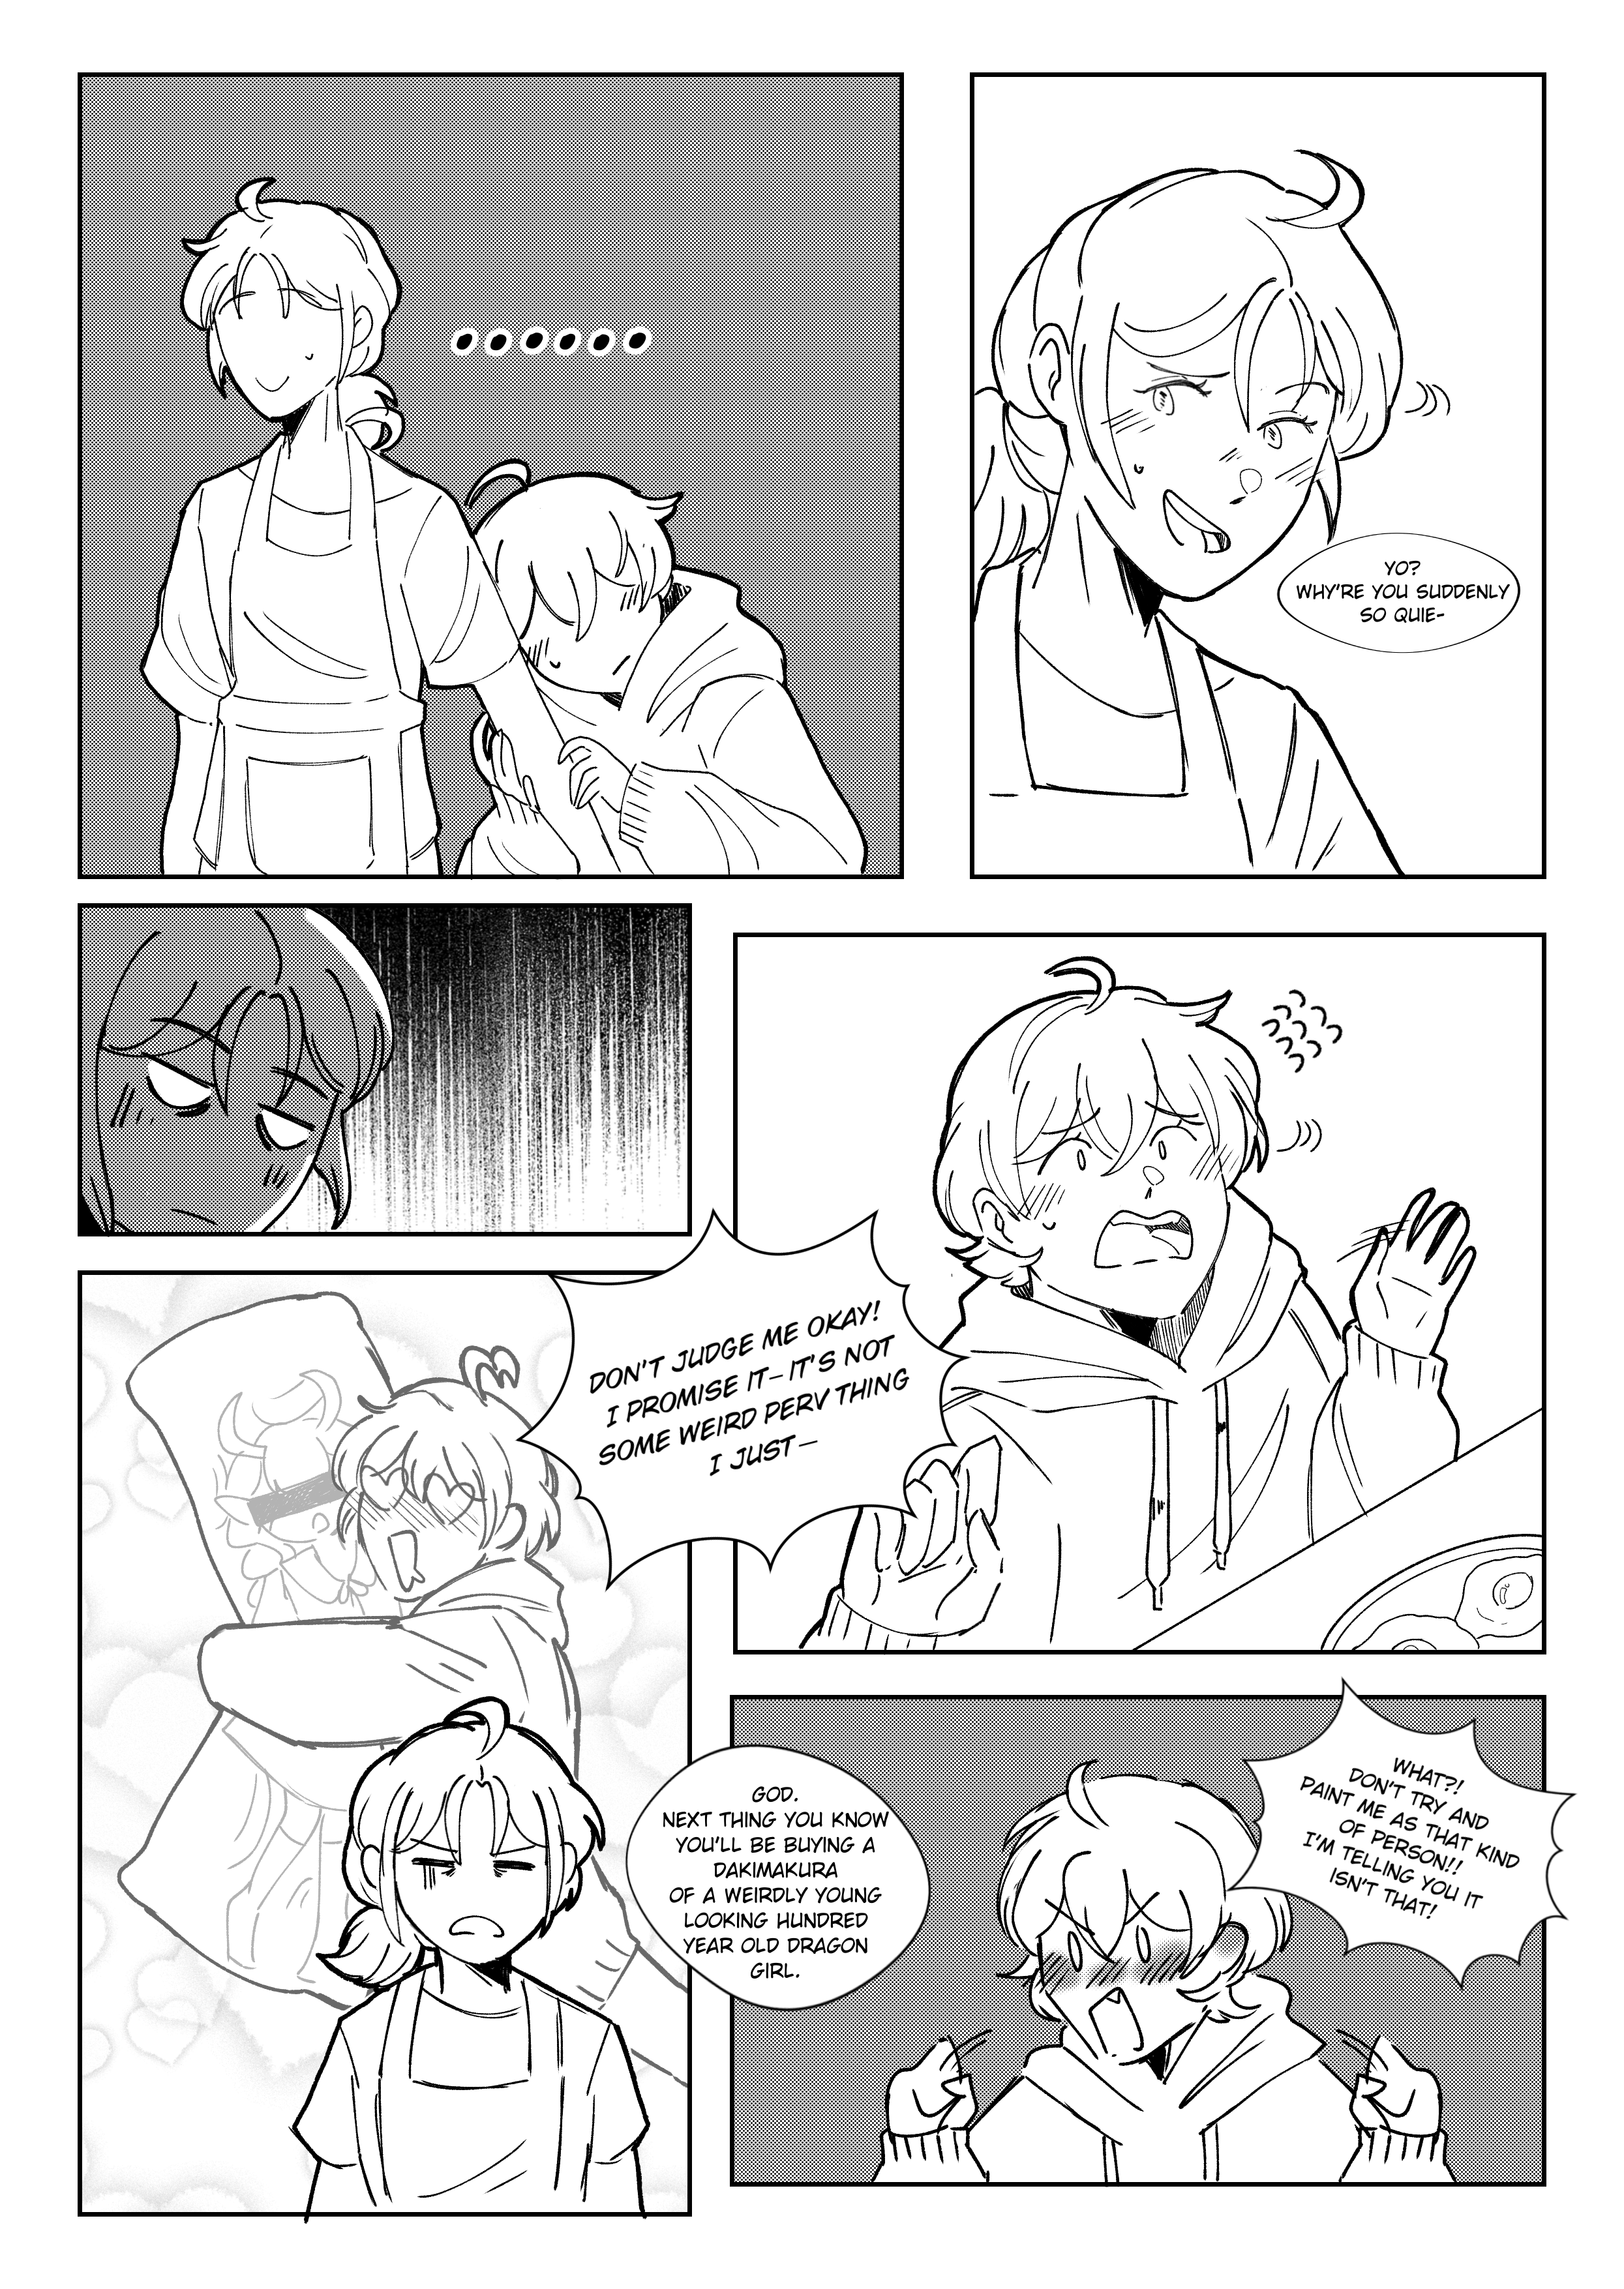 YO?
WHY'RE YOU SUDDENLY
SO QUIE-
DON'T JUDGE ME OKAY!
I PROMISE IT– IT'S NOT
SOME WEIRD PERV THING
I JUST–
GOD.
NEXT THING YOU KNOW
YOU'LL BE BUYING A
DAKIMAKURA
OF A WEIRDLY YOUNG
LOOKING HUNDRED
YEAR OLD DRAGON
GIRL.
WHAT?!
DON'T TRY AND
PAINT ME AS THAT KIND
OF PERSON!!
I'M TELLING YOU IT
ISN'T THAT!